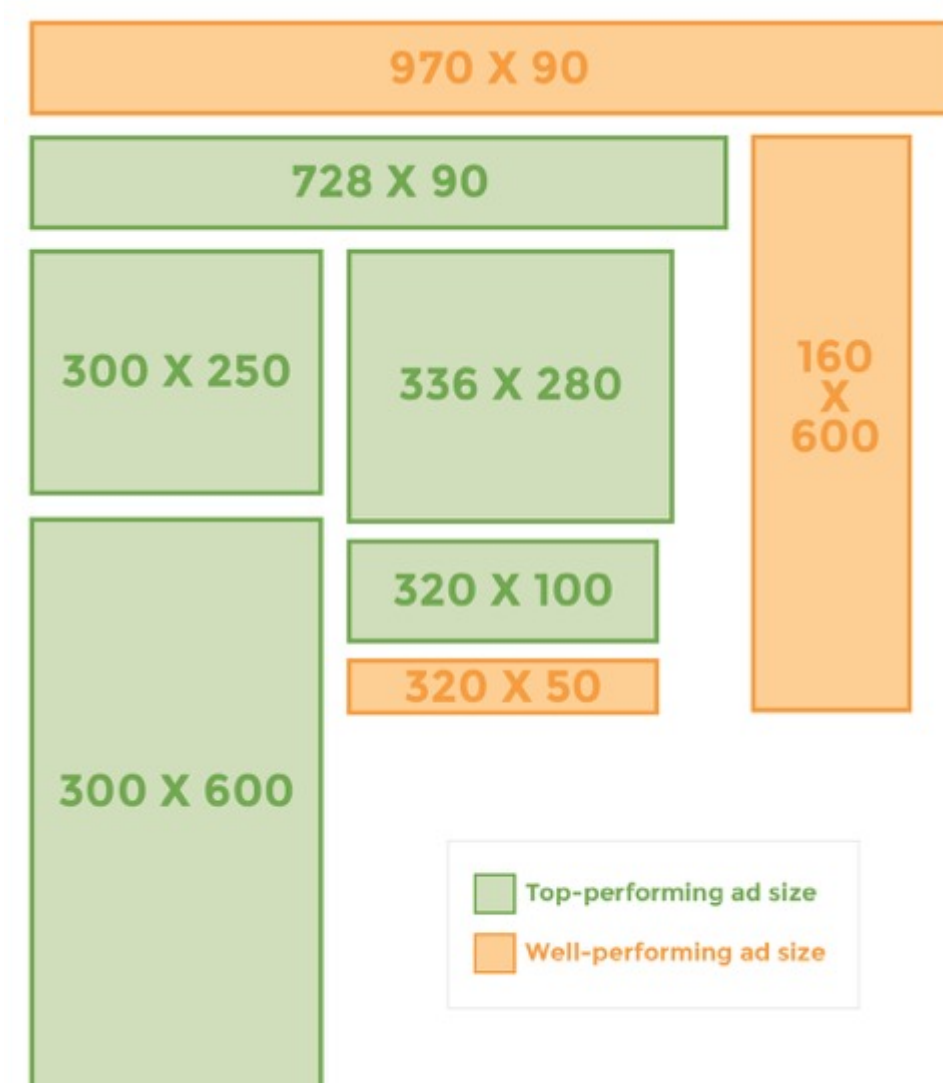 970 X 90
728 X 90
300 X 250
336 X 280
160
X
600
320 X 100
320 X 50
300 X 600
Top-performing ad size
Well-performing ad size